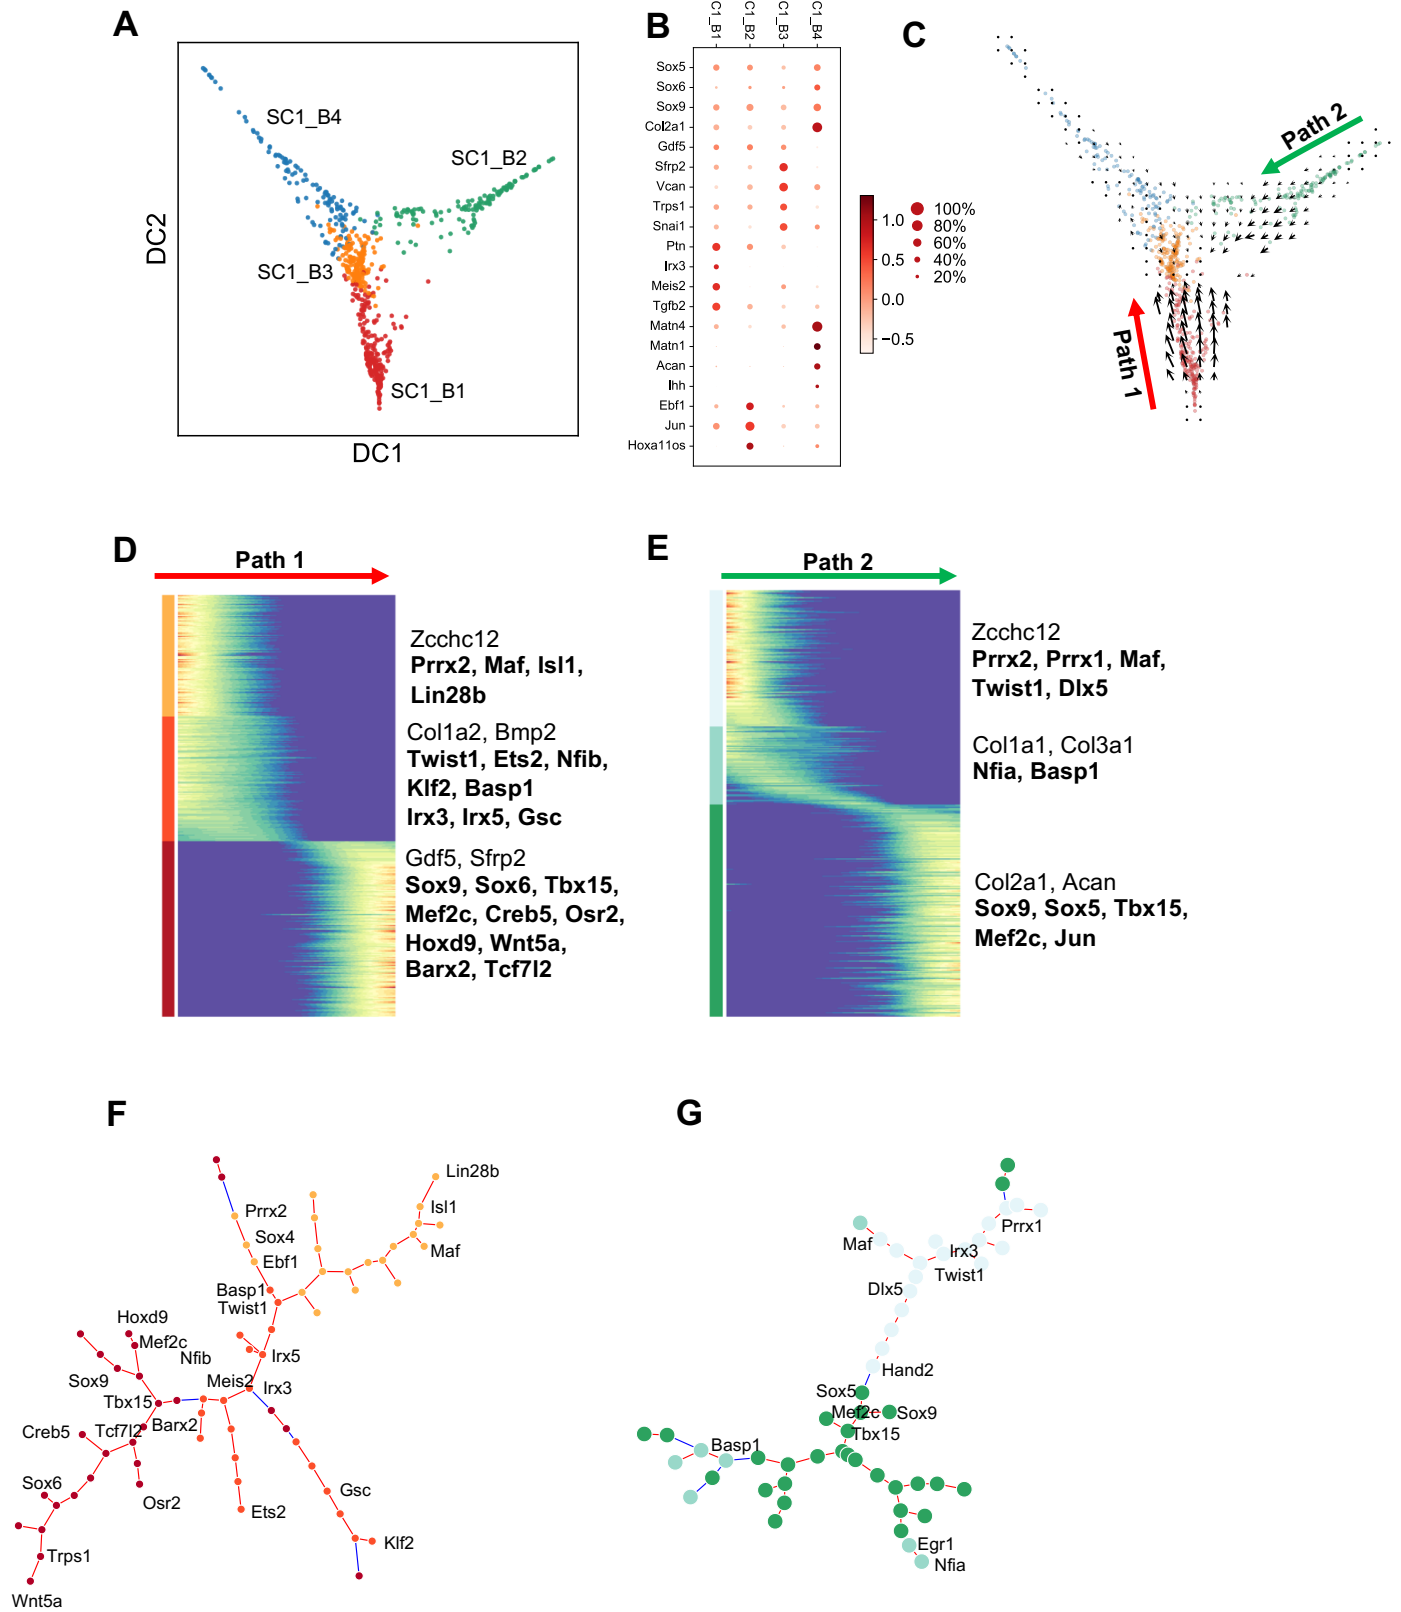 A
SC1_B4
SC1_B2
SC1_B3
SC1_B1
DC2
DC1
B
C1_B1
C1_B2
C1_B3
C1_B4
Sox5
Sox6
Sox9
Col2a1
Gdf5
Sfrp2
Vcan
Trps1
Snai1
Ptn
Irx3
Meis2
Tgfb2
Matn4
Matn1
Acan
Ihh
Ebf1
Jun
Hoxa11os
1.0
0.5
0.0
−0.5
100%
80%
60%
40%
20%
C
Path 2
Path 1
D
Path 1
Zcchc12
Prrx2, Maf, Isl1,
Lin28b
Col1a2, Bmp2
Twist1, Ets2, Nfib,
Klf2, Basp1
Irx3, Irx5, Gsc
Gdf5, Sfrp2
Sox9, Sox6, Tbx15,
Mef2c, Creb5, Osr2,
Hoxd9, Wnt5a,
Barx2, Tcf7l2
E
Path 2
Zcchc12
Prrx2, Prrx1, Maf,
Twist1, Dlx5
Col1a1, Col3a1
Nfia, Basp1
Col2a1, Acan
Sox9, Sox5, Tbx15,
Mef2c, Jun
F
Lin28b
Prrx2
Isl1
Sox4
Maf
Ebf1
Basp1
Twist1
Hoxd9
Mef2c
Nfib
Irx5
Sox9
Meis2
Irx3
Tbx15
Barx2
Creb5
Tcf7l2
Sox6
Osr2
Gsc
Ets2
Klf2
Trps1
Wnt5a
G
Prrx1
Maf
Irx3
Twist1
Dlx5
Hand2
Sox5
Mef2c
Sox9
Tbx15
Basp1
Egr1
Nfia